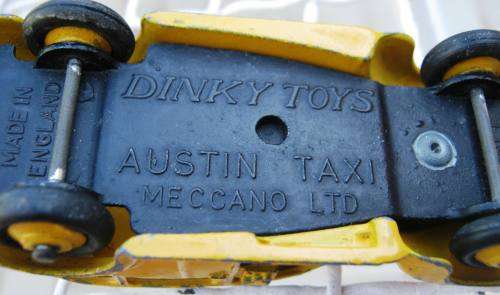 MADE IN
ENGLAND
DINKY TOYS
AUSTIN TAXI
MECCANO LTD